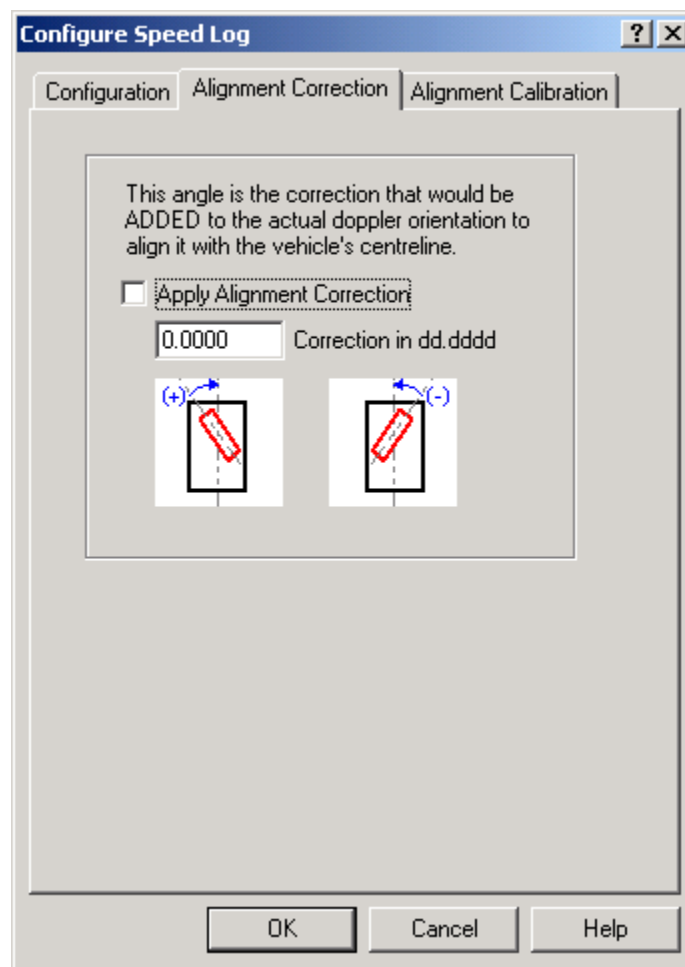 Configure Speed Log
Configuration
Alignment Correction
Alignment Calibration
This angle is the correction that would be
ADDED to the actual doppler orientation to
align it with the vehicle's centreline.
Apply Alignment Correction
0.0000 Correction in dd.dddd
(+) (-)
OK Cancel Help